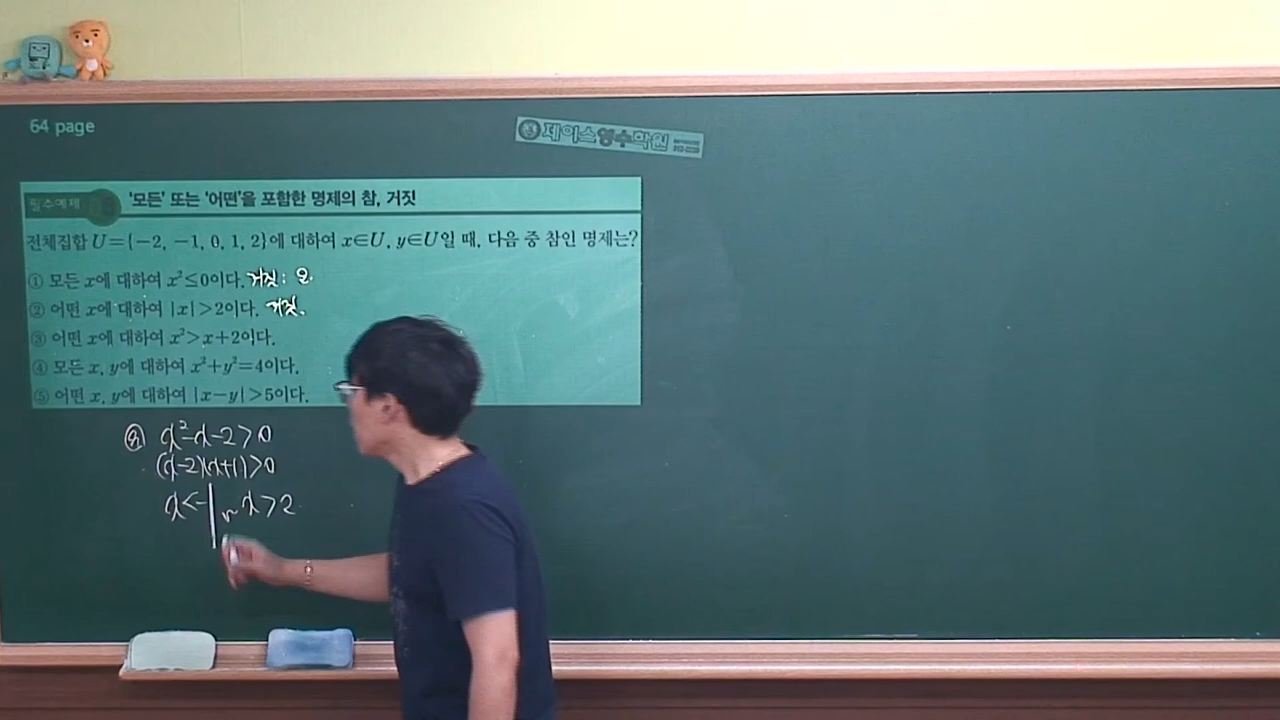 64 page
제이스영수학원
필수예제
'모든' 또는 '어떤'을 포함한 명제의 참, 거짓
전체집합 U={-2, -1, 0, 1, 2}에 대하여 x∈U, y∈U일 때, 다음 중 참인 명제는?
① 모든 x에 대하여 x²≤0이다. 거짓:
② 어떤 x에 대하여 |x|>2이다. 거짓.
③ 어떤 x에 대하여 x²>x+2이다.
④ 모든 x, y에 대하여 x²+y²=4이다.
⑤ 어떤 x, y에 대하여 |x-y|>5이다.
x²-x-2>0
(x-2)(x+1)>0
x<-1 or x>2